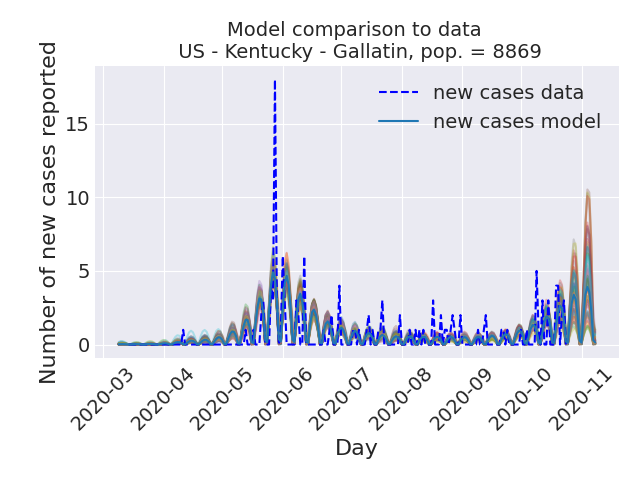 Model comparison to data
US - Kentucky - Gallatin, pop. = 8869
Number of new cases reported
new cases data
new cases model
15
10
5
0
2020-03
2020-04
2020-05
2020-06
2020-07
2020-08
2020-09
2020-10
2020-11
Day